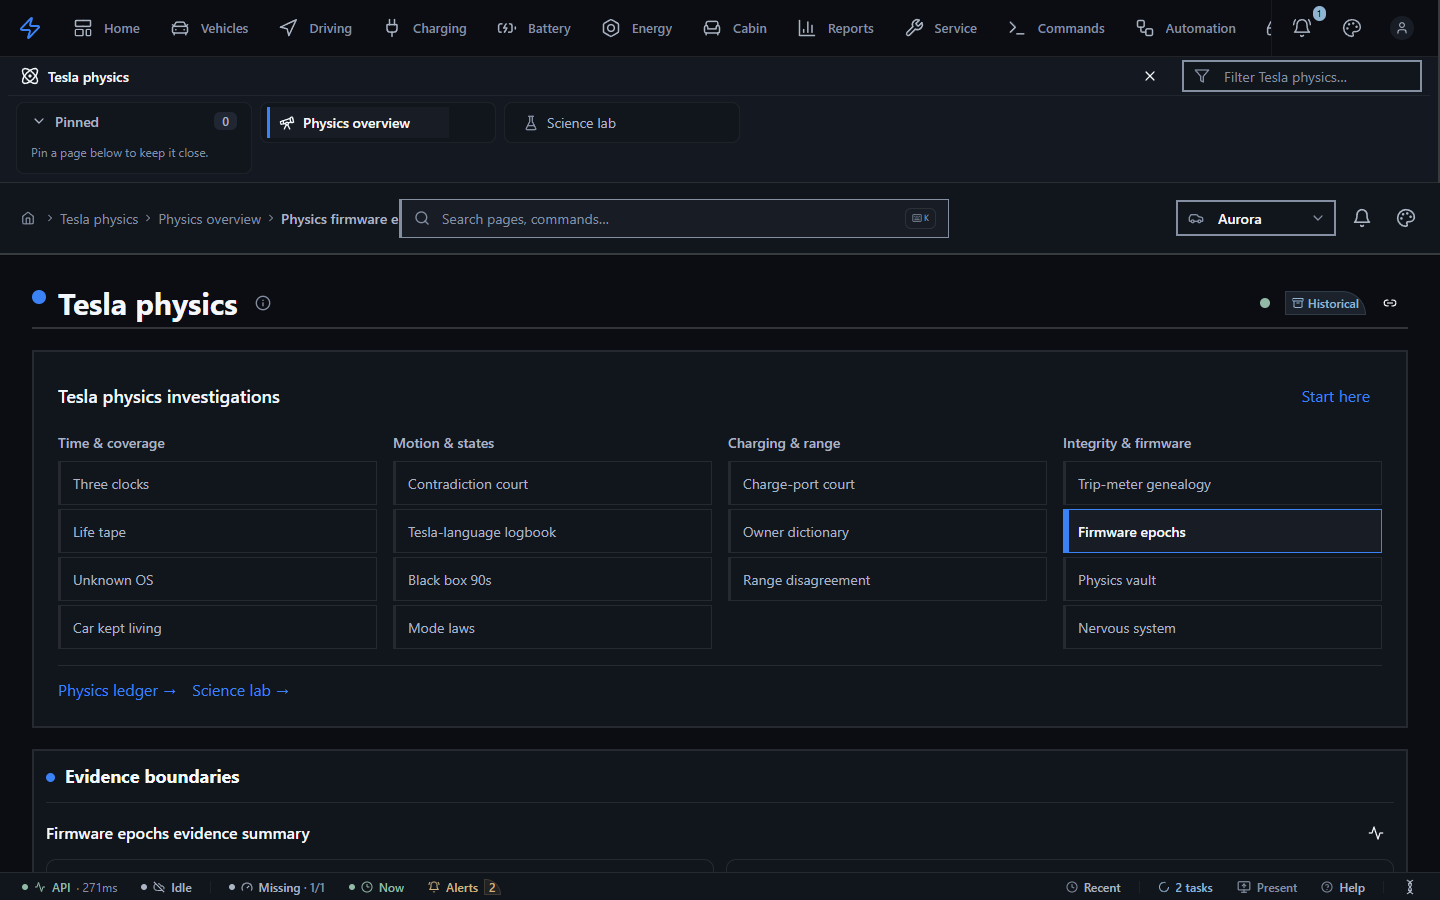 Home Vehicles Driving Charging Battery Energy Cabin Reports Service Commands Automation 1
Tesla physics Filter Tesla physics...
Pinned 0 Physics overview Science lab
Pin a page below to keep it close.
Tesla physics Physics overview Physics firmware e Search pages, commands... K Aurora
Tesla physics Historical
Tesla physics investigations Start here
Time & coverage Motion & states Charging & range Integrity & firmware
Three clocks Contradiction court Charge-port court Trip-meter genealogy
Life tape Tesla-language logbook Owner dictionary Firmware epochs
Unknown OS Black box 90s Range disagreement Physics vault
Car kept living Mode laws Nervous system
Physics ledger → Science lab →
Evidence boundaries
Firmware epochs evidence summary
API · 271ms Idle Missing · 1/1 Now Alerts 2 Recent 2 tasks Present Help